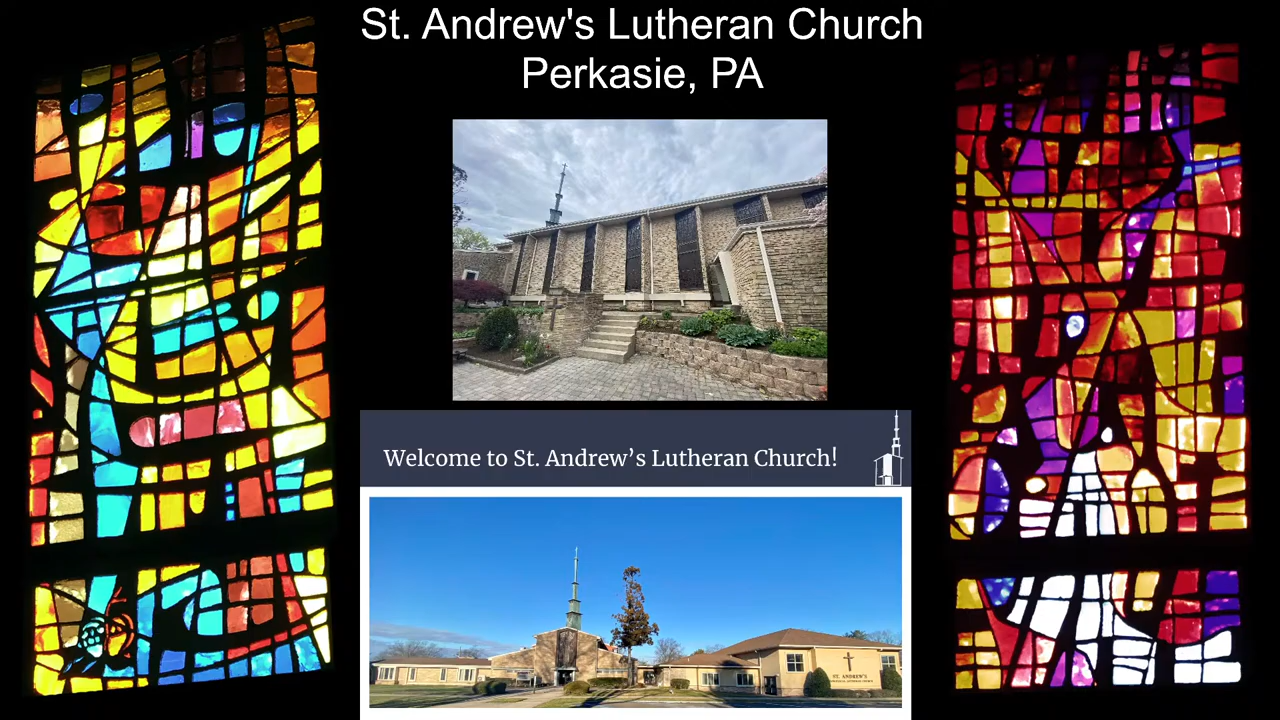 St. Andrew's Lutheran Church
Perkasie, PA
Welcome to St. Andrew’s Lutheran Church!
ST. ANDREW'S